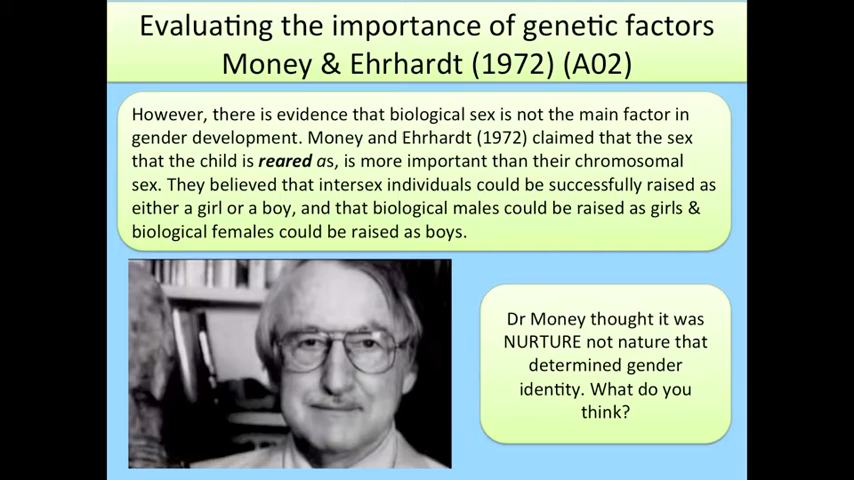 Evaluating the importance of genetic factors
Money & Ehrhardt (1972) (A02)
However, there is evidence that biological sex is not the main factor in
gender development. Money and Ehrhardt (1972) claimed that the sex
that the child is reared as, is more important than their chromosomal
sex. They believed that intersex individuals could be successfully raised as
either a girl or a boy, and that biological males could be raised as girls &
biological females could be raised as boys.
Dr Money thought it was
NURTURE not nature that
determined gender
identity. What do you
think?